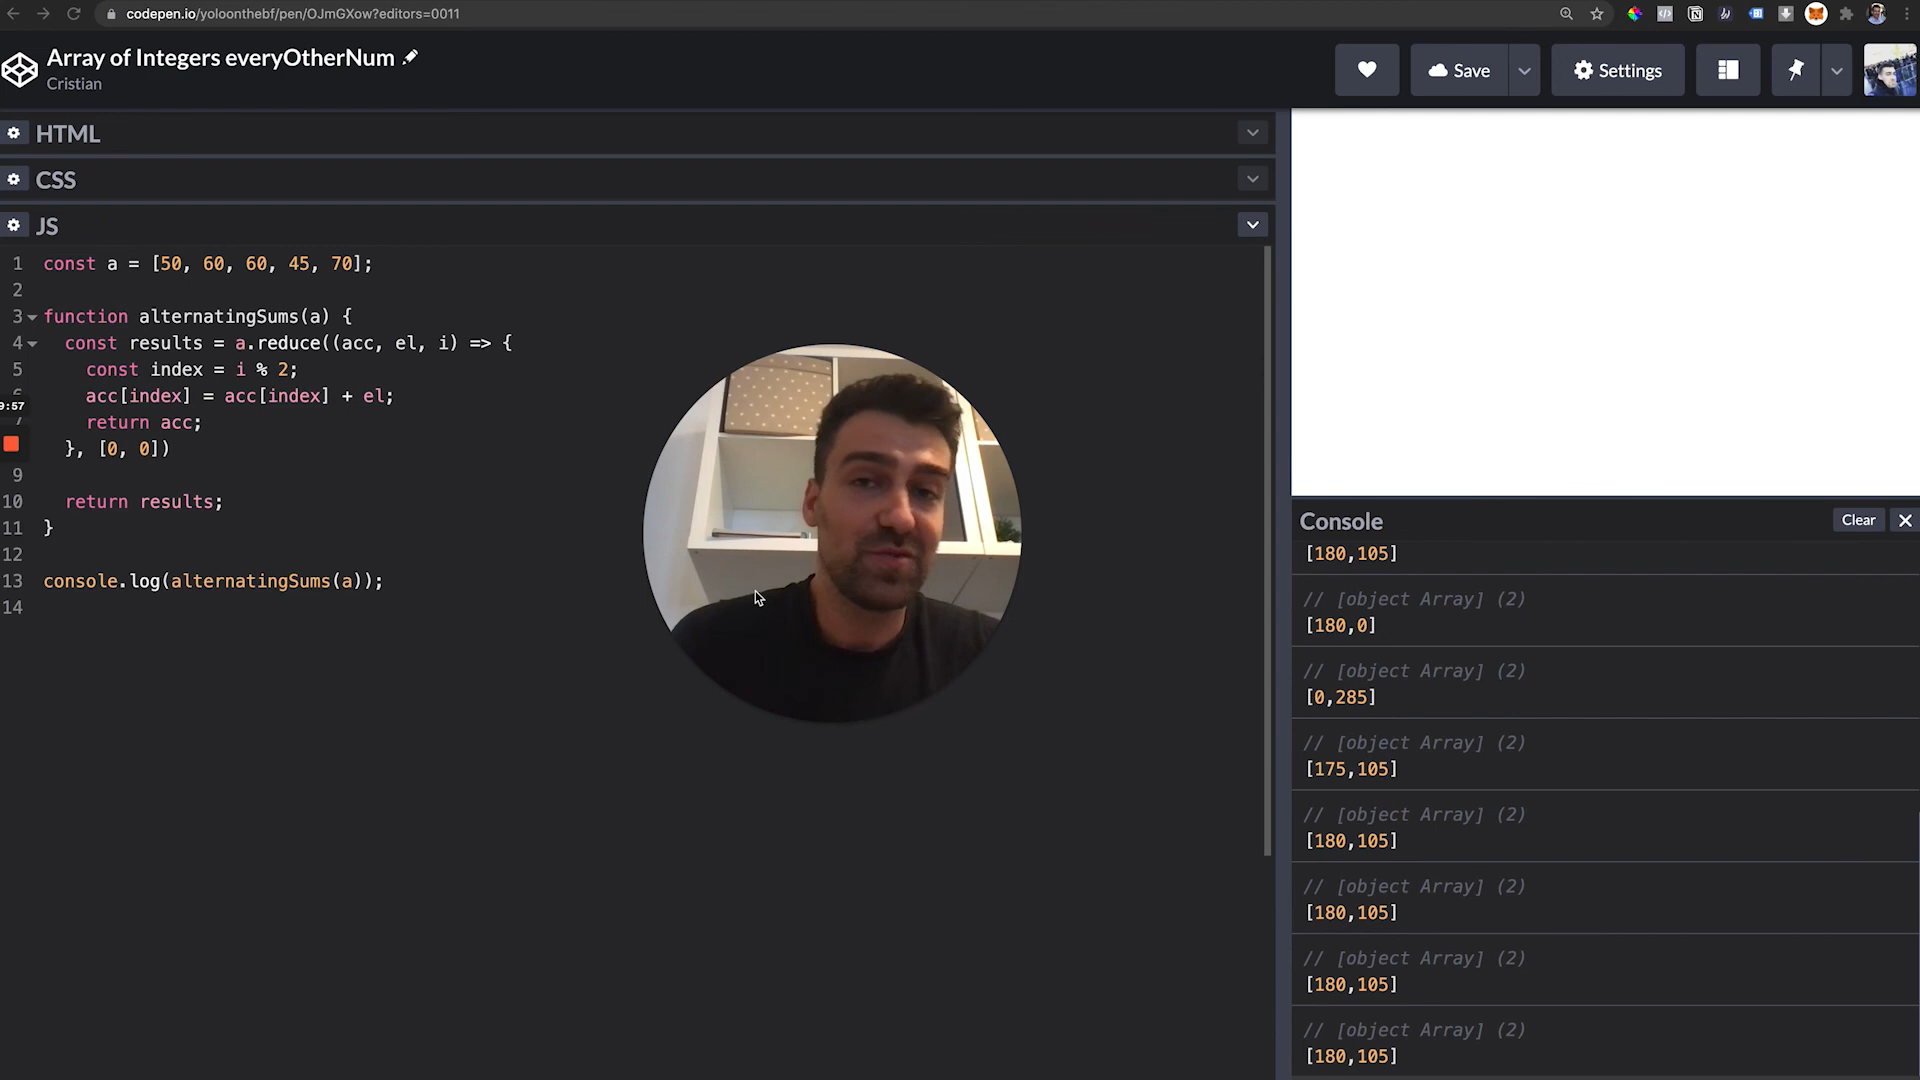 codepen.io/yoloonthebf/pen/OJmGXow?editors=0011
Array of Integers everyOtherNum
Cristian
Save
Settings
HTML
CSS
JS
1 const a = [50, 60, 60, 45, 70];
2
3 function alternatingSums(a) {
4 const results = a.reduce((acc, el, i) => {
5 const index = i % 2;
acc[index] = acc[index] + el;
9:57
return acc;
}, [0, 0])
9
10 return results;
11 }
12
13 console.log(alternatingSums(a));
14
Console
Clear
[180,105]
// [object Array] (2)
[180,0]
// [object Array] (2)
[0,285]
// [object Array] (2)
[175,105]
// [object Array] (2)
[180,105]
// [object Array] (2)
[180,105]
// [object Array] (2)
[180,105]
// [object Array] (2)
[180,105]